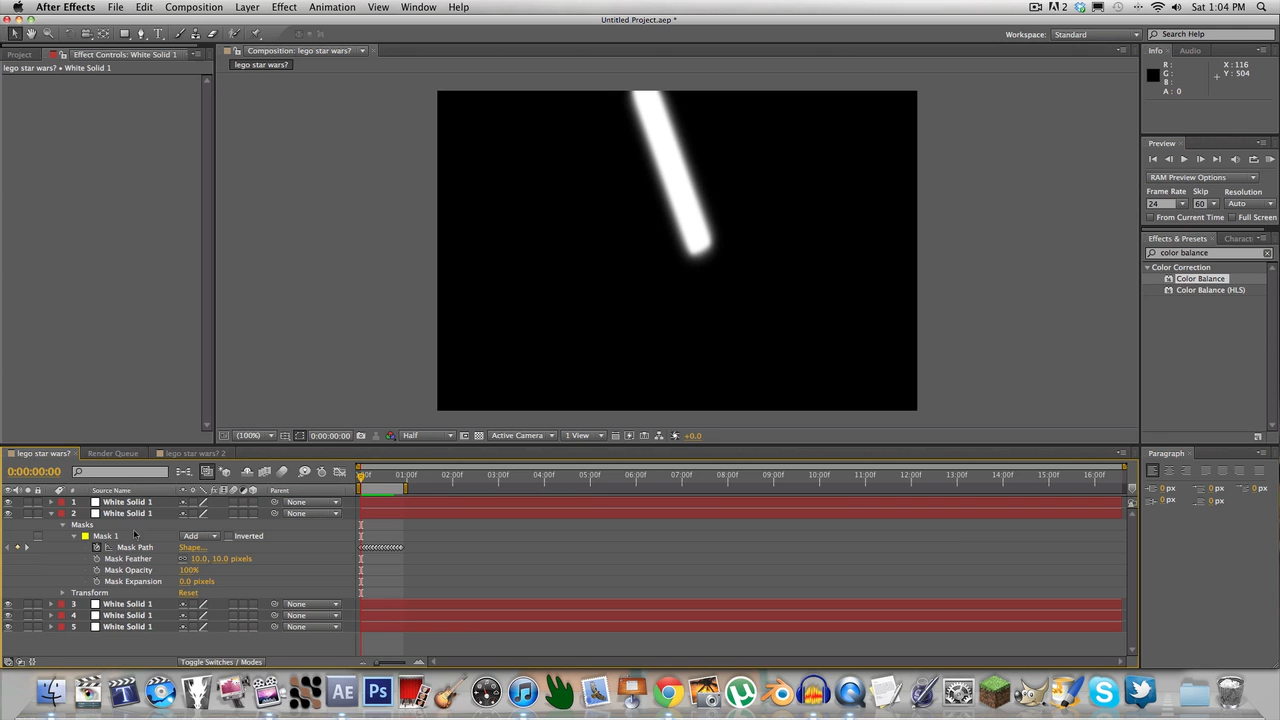 After Effects File Edit Composition Layer Effect Animation View Window Help 2 Sat 1:04 PM
Untitled Project.aep *
Workspace: Standard Search Help
Project Effect Controls: White Solid 1 Composition: lego star wars? Info Audio
lego star wars? • White Solid 1 lego star wars?
R: X: 116
G: Y: 504
B:
A: 0
Preview
RAM Preview Options
Frame Rate Skip Resolution
24 60 Auto
From Current Time Full Screen
Effects & Presets Charact
color balance
Color Correction
Color Balance
Color Balance (HLS)
(100%) 0:00:00:00 Half Active Camera 1 View +0.0
lego star wars? Render Queue lego star wars? 2 Paragraph
0:00:00:00 01:00f 02:00f 03:00f 04:00f 05:00f 06:00f 07:00f 08:00f 09:00f 10:00f 11:00f 12:00f 13:00f 14:00f 15:00f 16:00f
# Source Name Parent
1 White Solid 1 None
2 White Solid 1 None
Masks
Mask 1 Add Inverted
Mask Path Shape...
Mask Feather 10.0, 10.0 pixels
Mask Opacity 100%
Mask Expansion 0.0 pixels
Transform Reset
3 White Solid 1 None
4 White Solid 1 None
5 White Solid 1 None
Toggle Switches / Modes
0 px 0 px 0 px
0 px 0 px
AE Ps